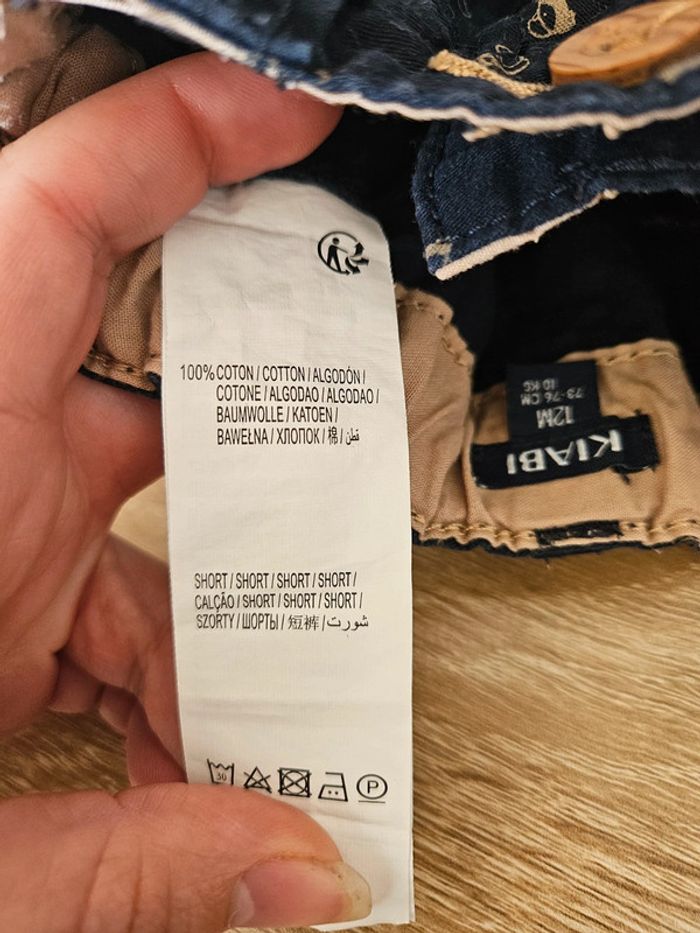 100% COTON / COTTON / ALGODÓN /
COTONE / ALGODAO / ALGODAO /
BAUMWOLLE / KATOEN /
BAWEŁNA / ХЛОПОК / 棉 / قطن
SHORT / SHORT / SHORT / SHORT /
CALÇÃO / SHORT / SHORT / SHORT /
SZORTY / ШОРТЫ / 短裤 / شورت
30
P
KIABI
12M
73-76 CM
10 KG